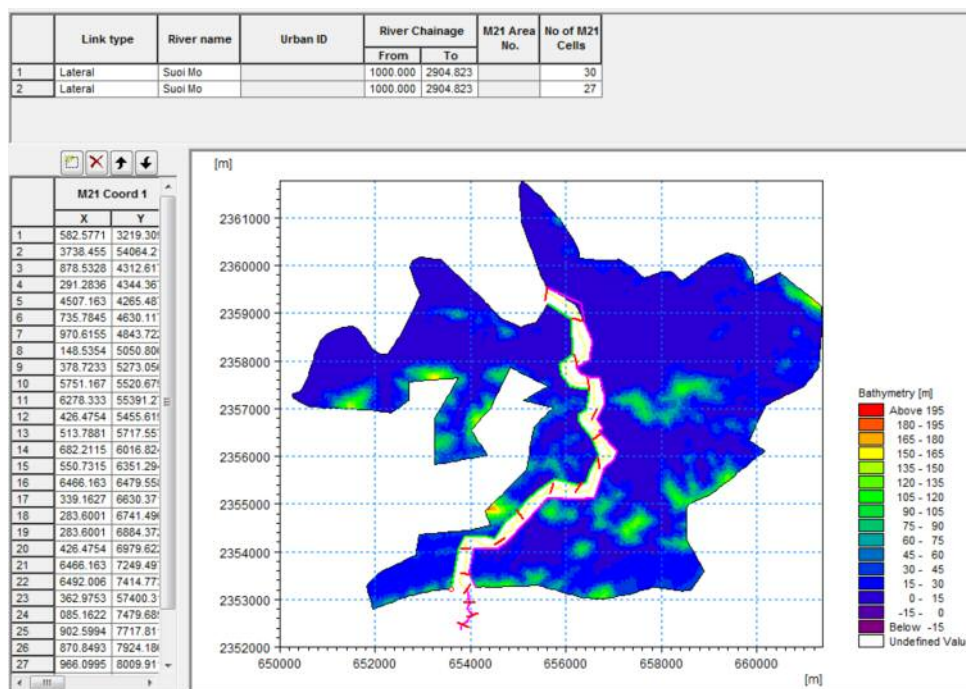 Link type River name Urban ID River Chainage M21 Area No. No of M21 Cells
From To
1 Lateral Suoi Mo 1000.000 2904.823 30
2 Lateral Suoi Mo 1000.000 2904.823 27
M21 Coord 1
X Y
1 582.5771 3219.30
2 3738.455 54064.2
3 878.5328 4312.61
4 291.2836 4344.36
5 4507.163 4265.48
6 735.7845 4630.11
7 970.6155 4843.72
8 148.5354 5050.80
9 378.7233 5273.05
10 5751.167 5520.67
11 6278.333 55391.2
12 426.4754 5455.61
13 513.7881 5717.55
14 682.2115 6016.82
15 550.7315 6351.29
16 6466.163 6479.55
17 339.1627 6630.37
18 283.6001 6741.49
19 283.6001 6884.37
20 426.4754 6979.62
21 6466.163 7249.49
22 6492.006 7414.77
23 362.9753 57400.3
24 085.1622 7479.68
25 902.5994 7717.81
26 870.8493 7924.18
27 966.0995 8009.91
[m]
2361000
2360000
2359000
2358000
2357000
2356000
2355000
2354000
2353000
2352000
650000 652000 654000 656000 658000 660000
[m]
Bathymetry [m]
Above 195
180 - 195
165 - 180
150 - 165
135 - 150
120 - 135
105 - 120
90 - 105
75 - 90
60 - 75
45 - 60
30 - 45
15 - 30
0 - 15
-15 - 0
Below -15
Undefined Valu